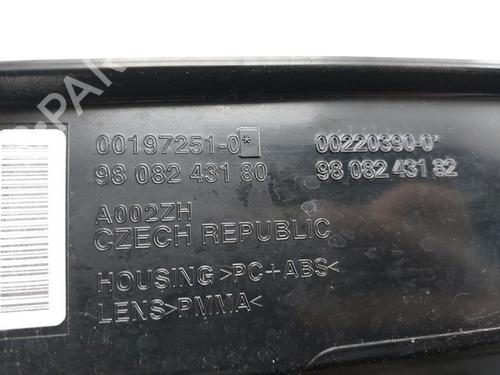 00197251-0* 00220390-0*
98 082 431 80 98 082 431 82
A002ZH
CZECH REPUBLIC
HOUSING >PC+ABS<
LENS>PMMA<